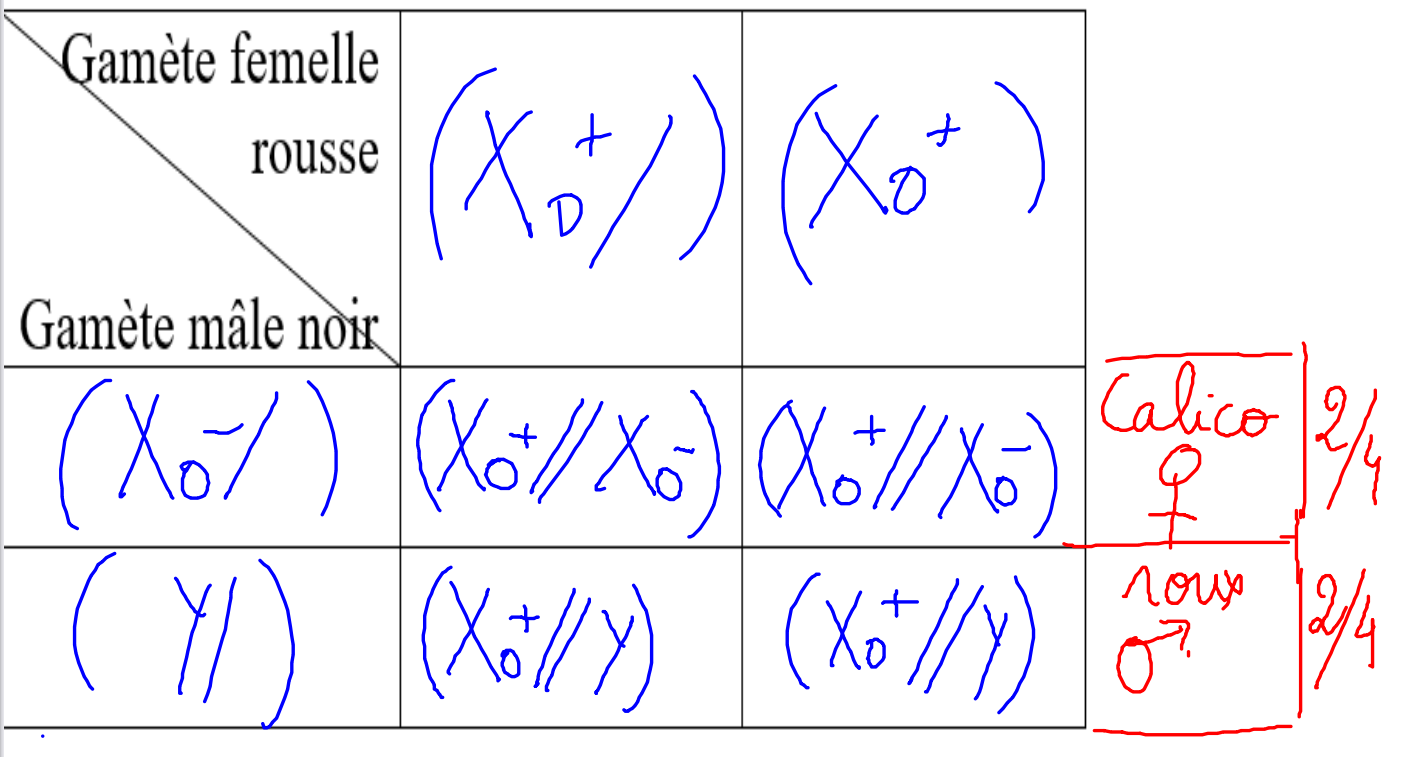 Gamète femelle
rousse
Gamète mâle noir
(X_D^+/) (X_O^+)
(X_O^-/) (X_O^+//X_O^-) (X_O^+//X_O^-) Calico ♀ 2/4
(Y//) (X_O^+//Y) (X_O^+//Y) roux ♂ 2/4